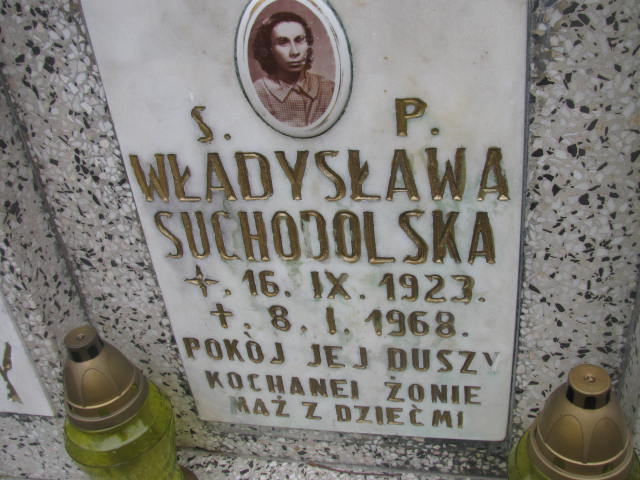 Ś. P.
WŁADYSŁAWA
SUCHODOLSKA
16. IX. 1923.
8. I. 1968.
POKÓJ JEJ DUSZY
KOCHANEJ ŻONIE
MĄŻ Z DZIEĆMI